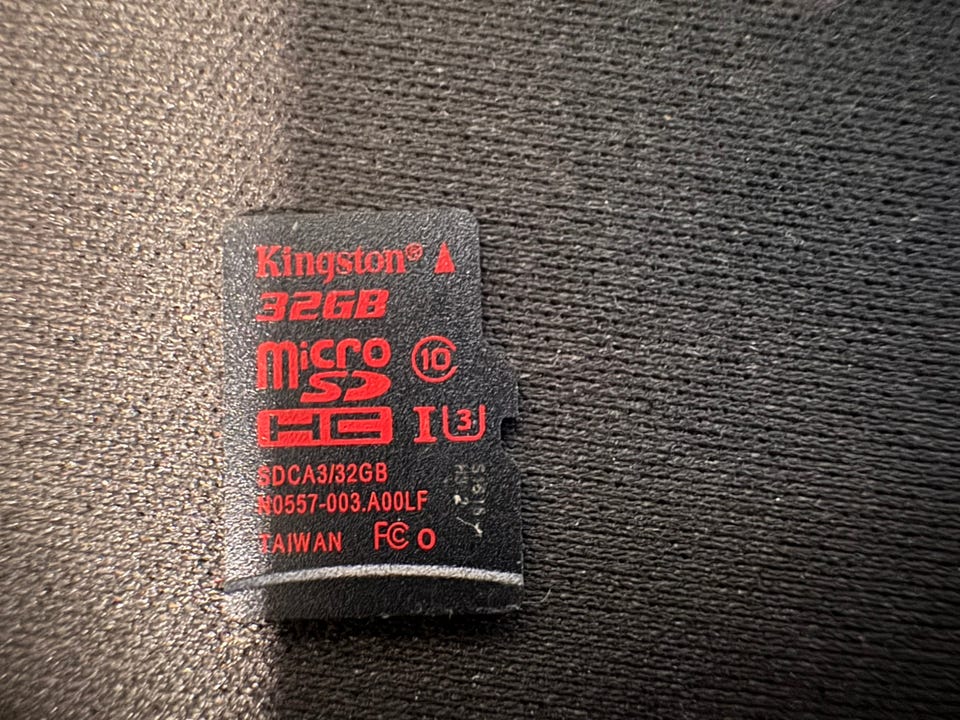 Kingston®
32GB
micro 10
SD
HC I U3
SDCA3/32GB
N0557-003.A00LF
TAIWAN FC O